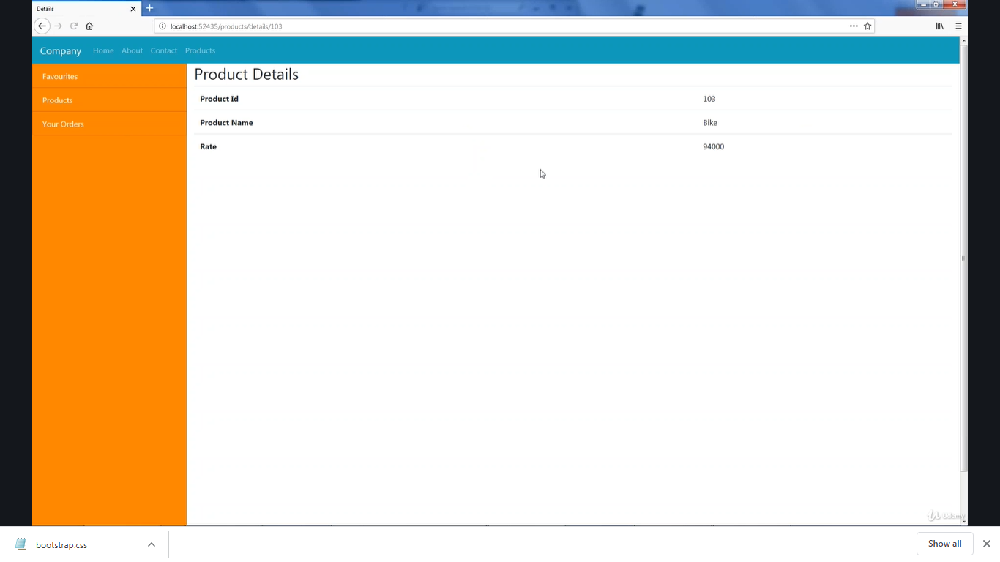 Details
localhost:52435/products/details/103
Company Home About Contact Products
Favourites
Products
Your Orders
Product Details
Product Id 103
Product Name Bike
Rate 94000
Udemy
bootstrap.css
Show all